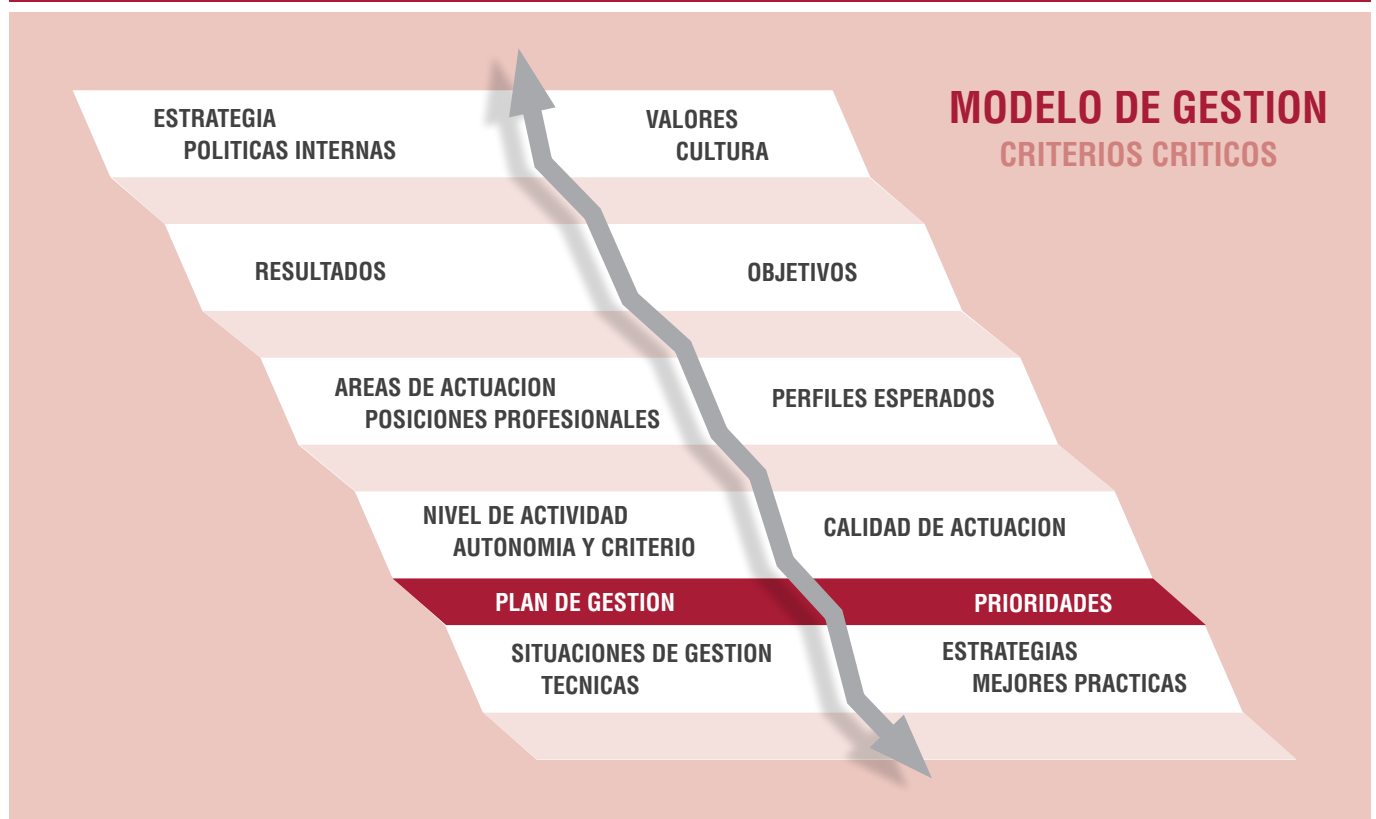 MODELO DE GESTION
CRITERIOS CRITICOS
ESTRATEGIA
POLITICAS INTERNAS
VALORES
CULTURA
RESULTADOS
OBJETIVOS
AREAS DE ACTUACION
POSICIONES PROFESIONALES
PERFILES ESPERADOS
NIVEL DE ACTIVIDAD
AUTONOMIA Y CRITERIO
CALIDAD DE ACTUACION
PLAN DE GESTION
PRIORIDADES
SITUACIONES DE GESTION
TECNICAS
ESTRATEGIAS
MEJORES PRACTICAS